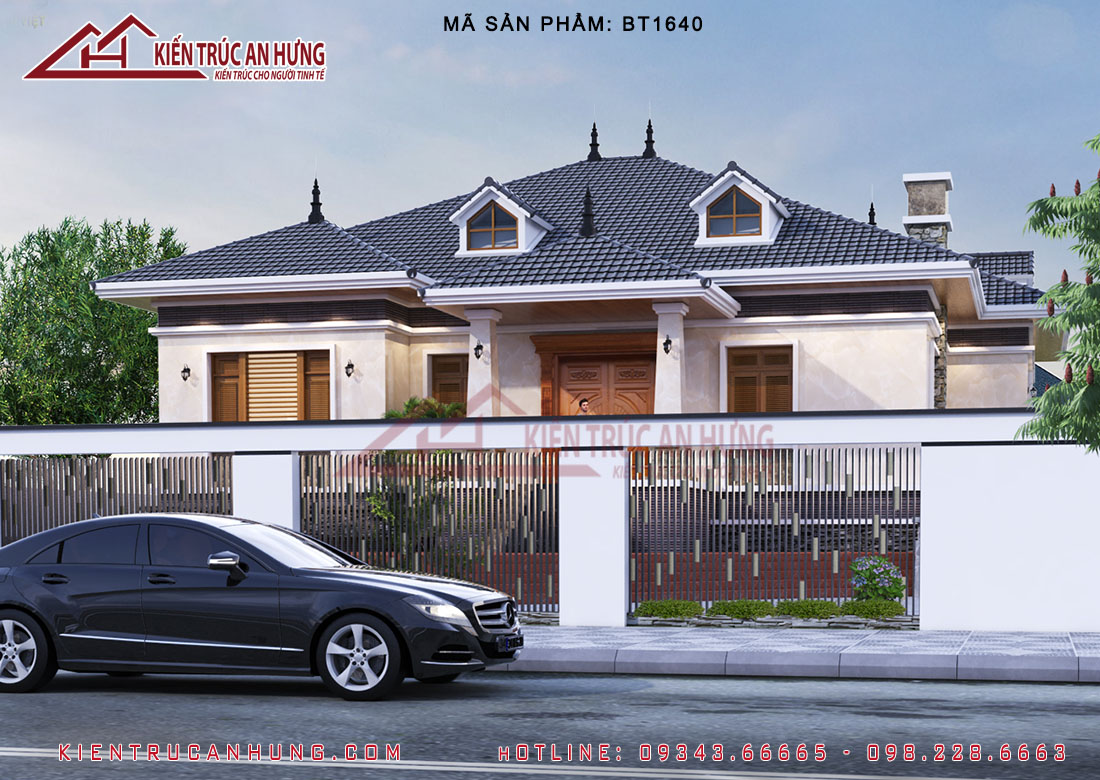 MÃ SẢN PHẨM: BT1640
KIẾN TRÚC AN HƯNG
KIẾN TRÚC CHO NGƯỜI TINH TẾ
KIẾN TRÚC AN HƯNG
KIENTRUCANHUNG.COM
HOTLINE: 09343.66665 - 098.228.6663